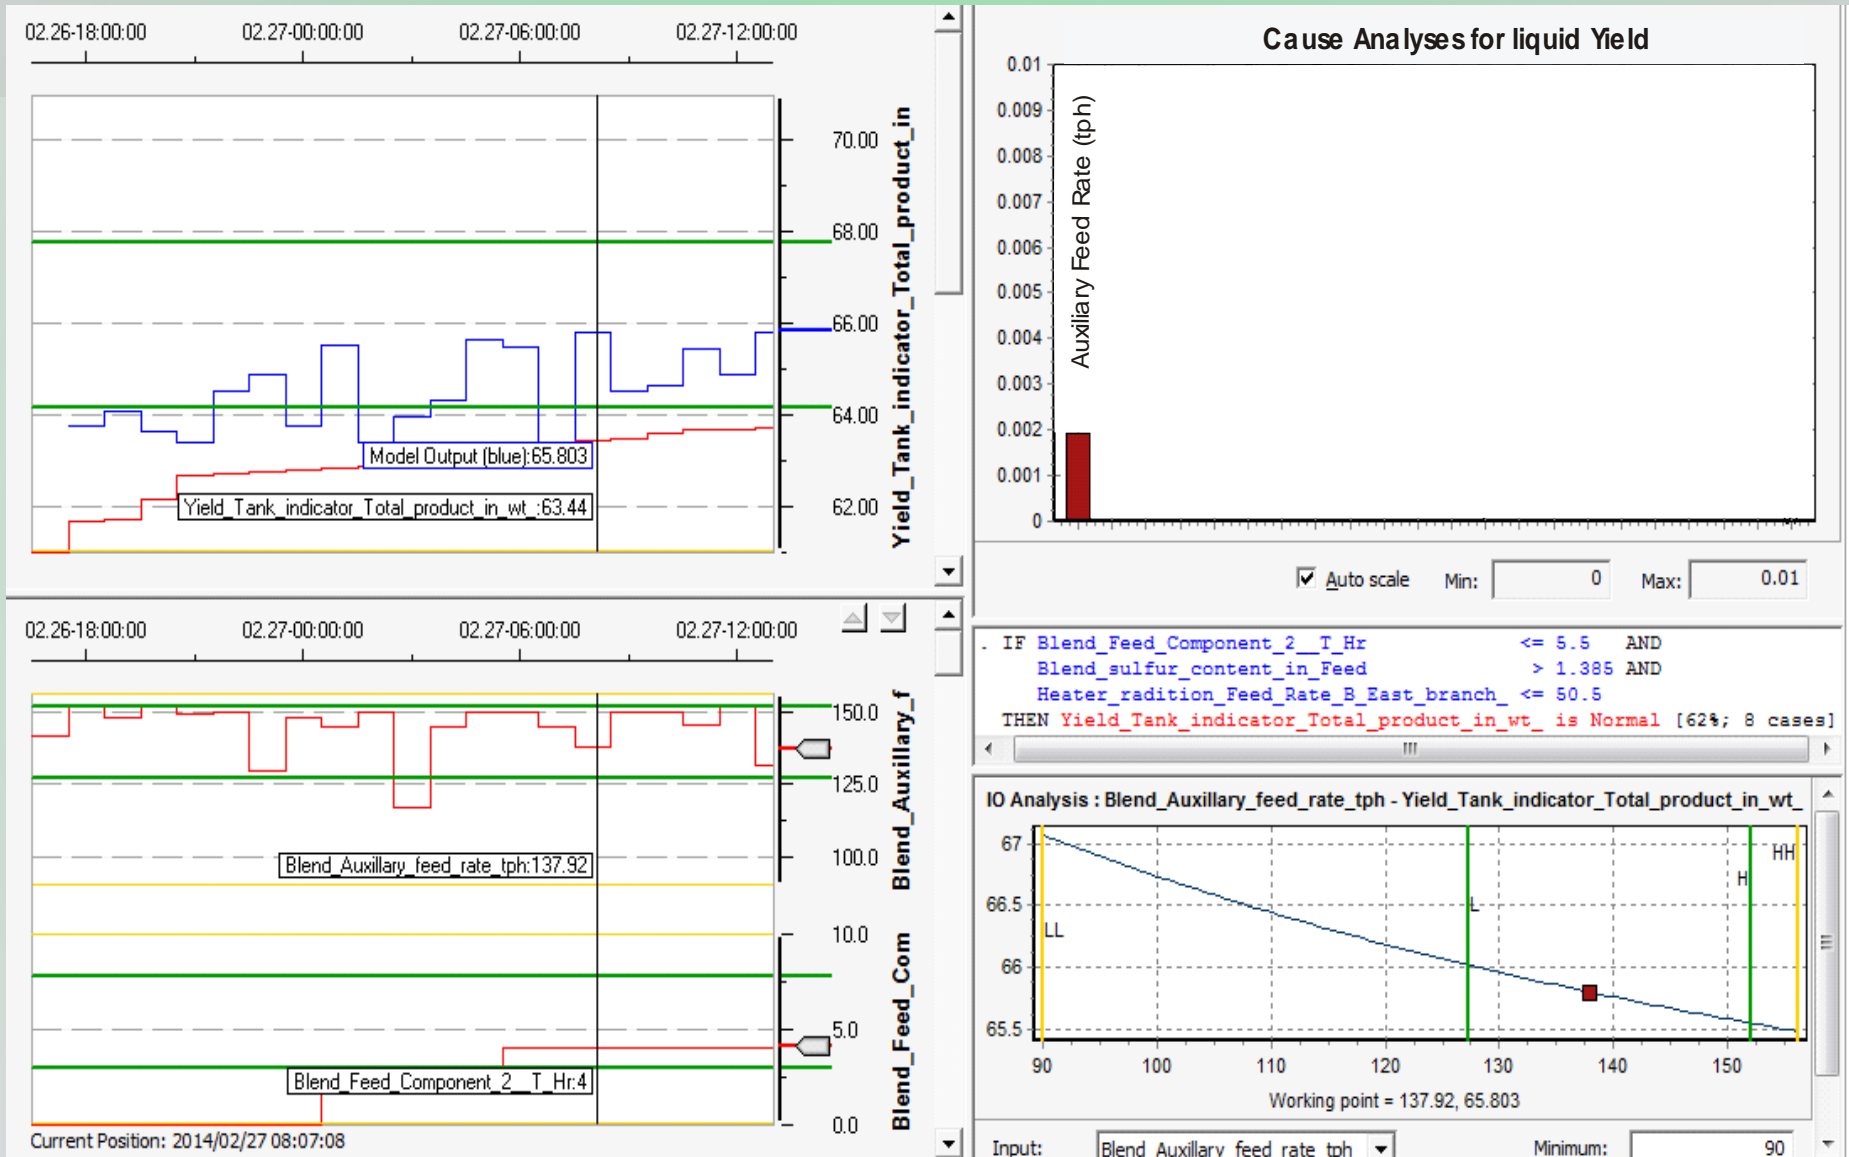 02.26-18:00:00 02.27-00:00:00 02.27-06:00:00 02.27-12:00:00
70.00
68.00
66.00
64.00
62.00
Yield_Tank_indicator_Total_product_in
Model Output (blue):65.803
Yield_Tank_indicator_Total_product_in_wt_:63.44
02.26-18:00:00 02.27-00:00:00 02.27-06:00:00 02.27-12:00:00
150.0
125.0
100.0
Blend_Auxillary_f
Blend_Auxillary_feed_rate_tph:137.92
10.0
5.0
0.0
Blend_Feed_Com
Blend_Feed_Component_2__T_Hr:4
Current Position: 2014/02/27 08:07:08
Cause Analyses for liquid Yield
0.01
0.009
0.008
0.007
0.006
0.005
0.004
0.003
0.002
0.001
0
Auxiliary Feed Rate (tph)
Auto scale Min: 0 Max: 0.01
. IF Blend_Feed_Component_2__T_Hr <= 5.5 AND
Blend_sulfur_content_in_Feed > 1.385 AND
Heater_radition_Feed_Rate_B_East_branch_ <= 50.5
THEN Yield_Tank_indicator_Total_product_in_wt_ is Normal [62%; 8 cases]
IO Analysis : Blend_Auxillary_feed_rate_tph - Yield_Tank_indicator_Total_product_in_wt_
67
66.5
66
65.5
LL
L
H
HH
90 100 110 120 130 140 150
Working point = 137.92, 65.803
Input: Blend_Auxillary_feed_rate_tph Minimum: 90